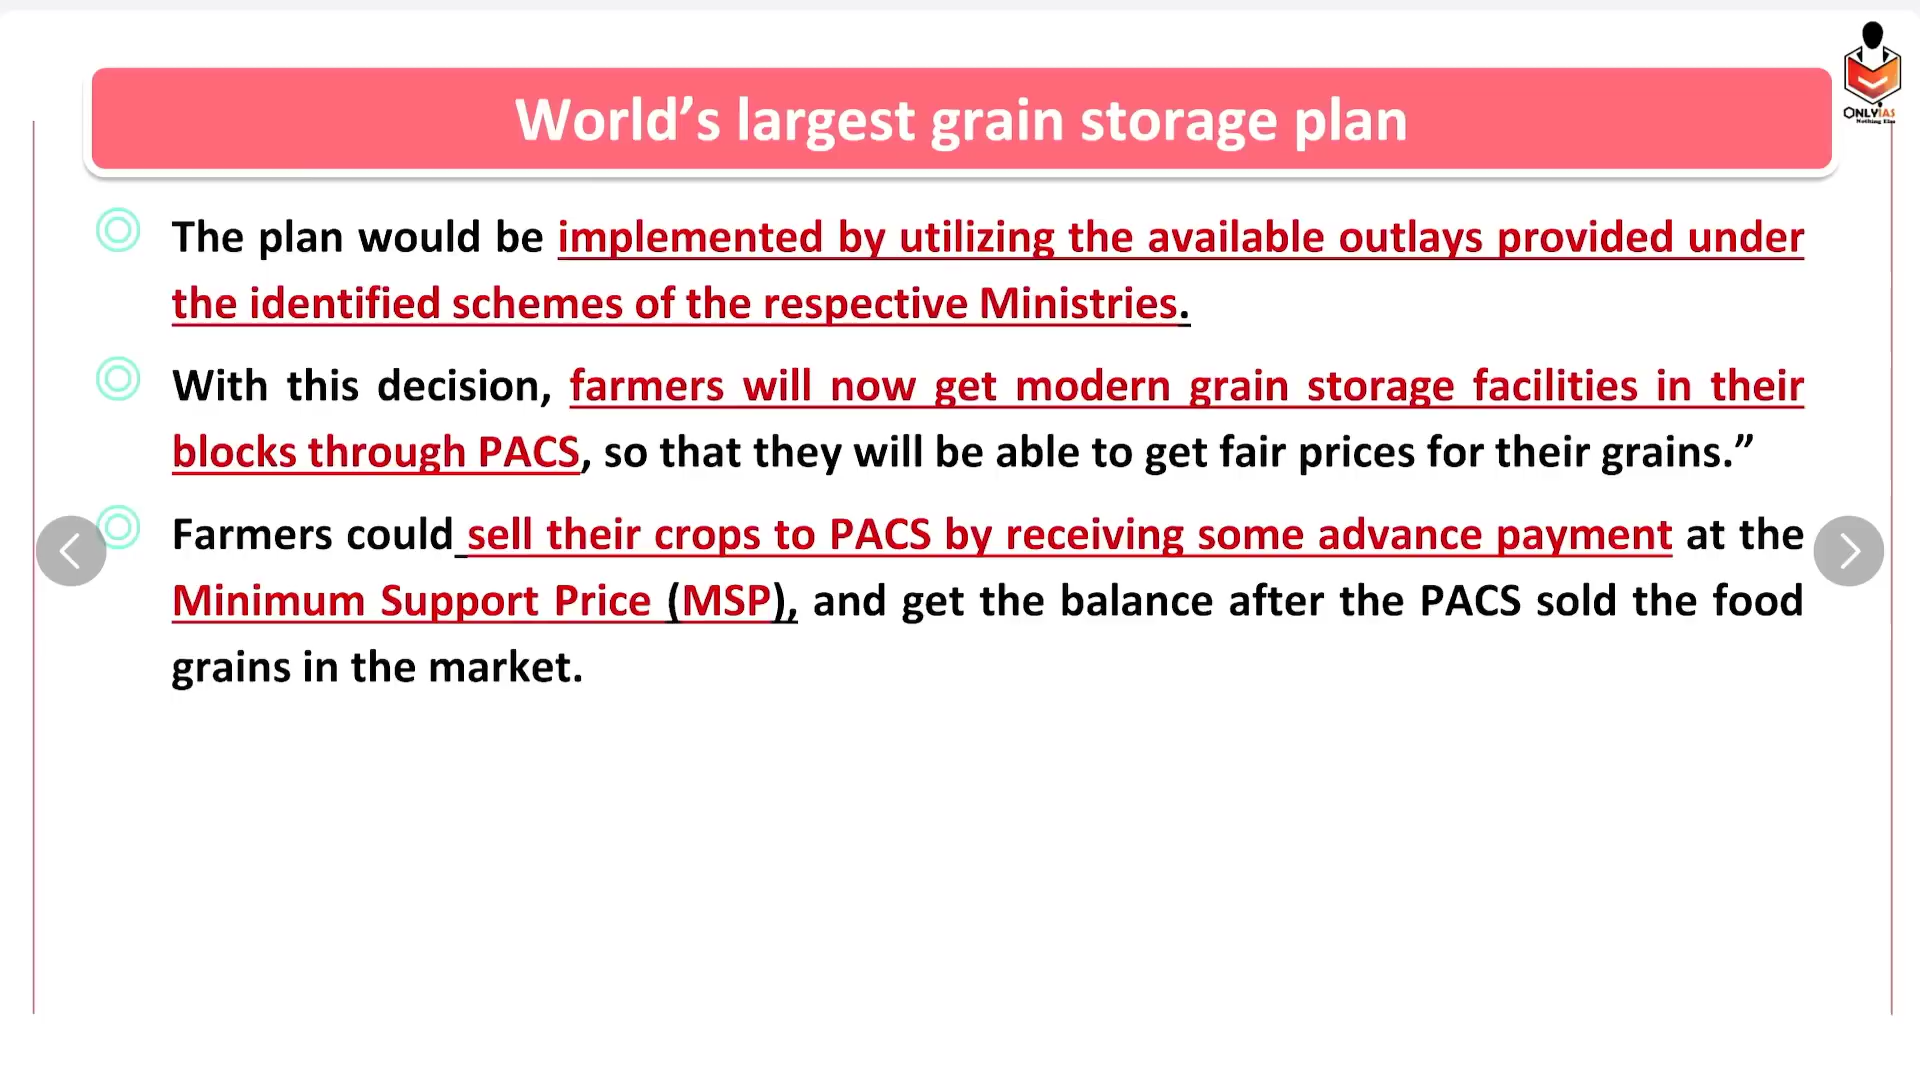 World’s largest grain storage plan
ONLYIAS
Nothing Else
The plan would be implemented by utilizing the available outlays provided under
the identified schemes of the respective Ministries.
With this decision, farmers will now get modern grain storage facilities in their
blocks through PACS, so that they will be able to get fair prices for their grains.”
Farmers could sell their crops to PACS by receiving some advance payment at the
Minimum Support Price (MSP), and get the balance after the PACS sold the food
grains in the market.